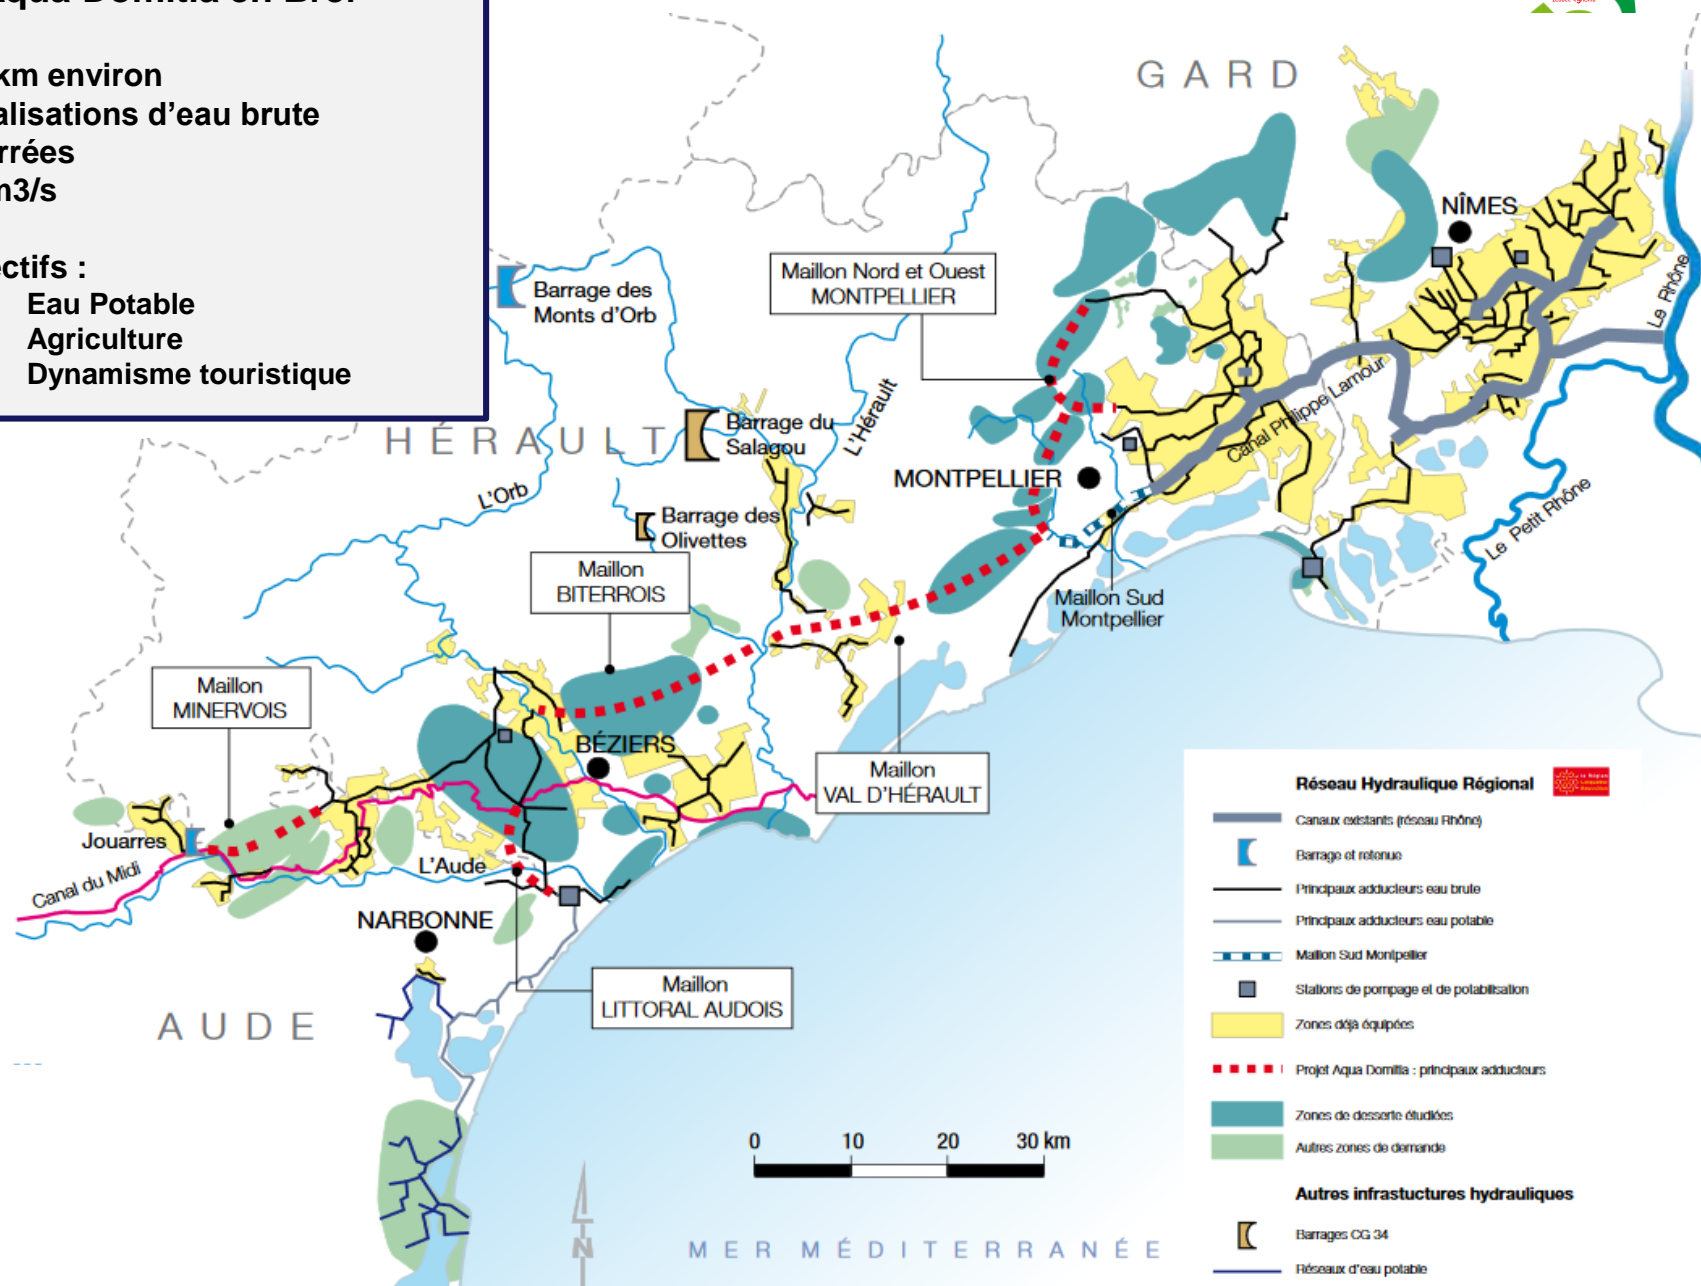 qua Domitia en Bref
km environ
alisations d'eau brute
rrées
m3/s
ectifs :
Eau Potable
Agriculture
Dynamisme touristique
GARD
NÎMES
Le Rhône
Maillon Nord et Ouest
MONTPELLIER
Barrage des
Monts d'Orb
L'Hérault
Canal Philippe Lamour
HÉRAULT
Barrage du
Salagou
MONTPELLIER
L'Orb
Le Petit Rhône
Barrage des
Olivettes
Maillon
BITERROIS
Maillon Sud
Montpellier
Maillon
MINERVOIS
BÉZIERS
Maillon
VAL D'HÉRAULT
Jouarres
L'Aude
Canal du Midi
NARBONNE
Maillon
LITTORAL AUDOIS
AUDE
0 10 20 30 km
N
MER MÉDITERRANÉE
Réseau Hydraulique Régional
Canaux existants (réseau Rhône)
Barrage et retenue
Principaux adducteurs eau brute
Principaux adducteurs eau potable
Maillon Sud Montpellier
Stations de pompage et de potabilisation
Zones déjà équipées
Projet Aqua Domitia : principaux adducteurs
Zones de desserte étudiées
Autres zones de demande
Autres infrastuctures hydrauliques
Barrages CG 34
Réseaux d'eau potable